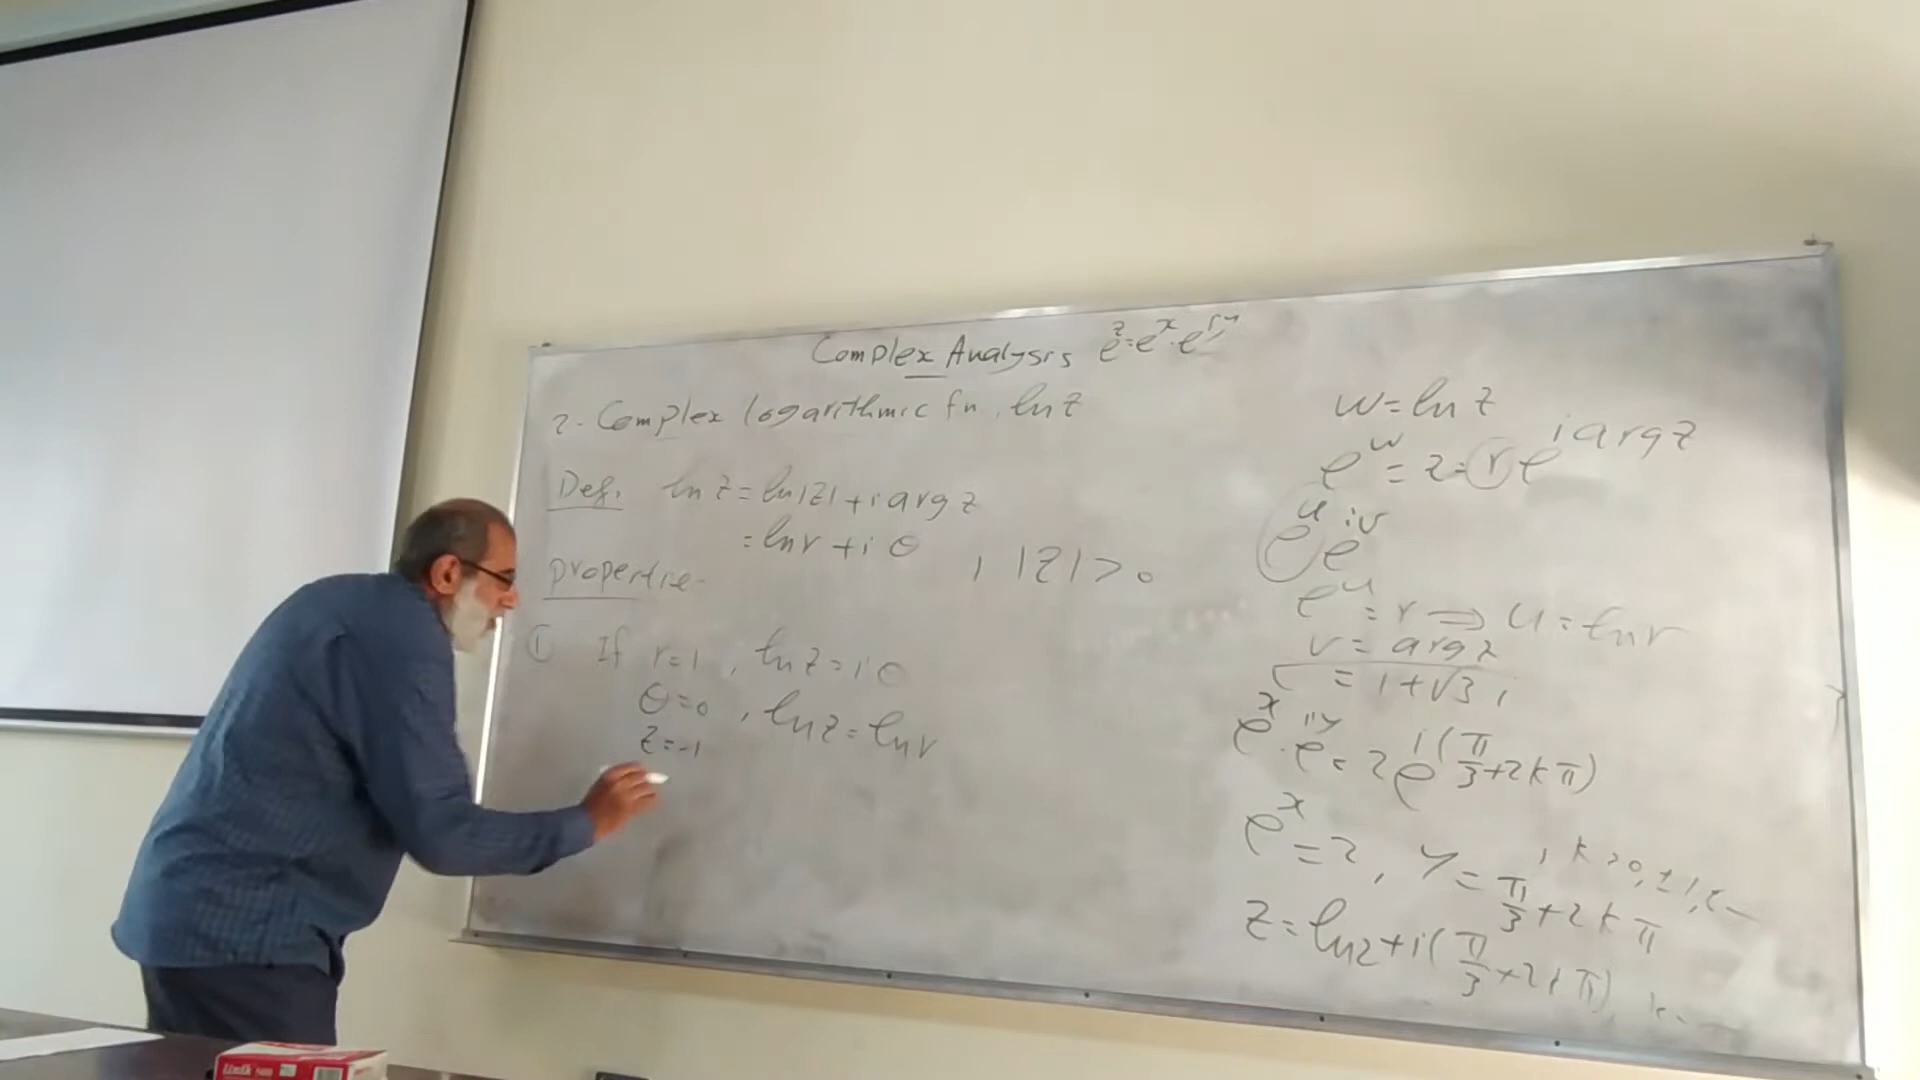 Complex Analysis e^z = e^x . e^iy
2- Complex logarithmic fn. ln z
Def. ln z = ln|z| + i arg z
= ln r + i θ , |z| > 0
propertie-
① If r=1 , ln z = i θ
θ=0 , ln z = ln r
z = -1
w = ln z
e^w = z = r e^i arg z
e^u e^iv
e^u = r ⇒ u = ln r
v = arg z
= 1 + √3 i
e^x . e^iy = 2 e^i(π/3 + 2kπ)
e^x = 2 , y = π/3 + 2kπ
, k = 0, ±1,
z = ln 2 + i (π/3 + 2kπ)